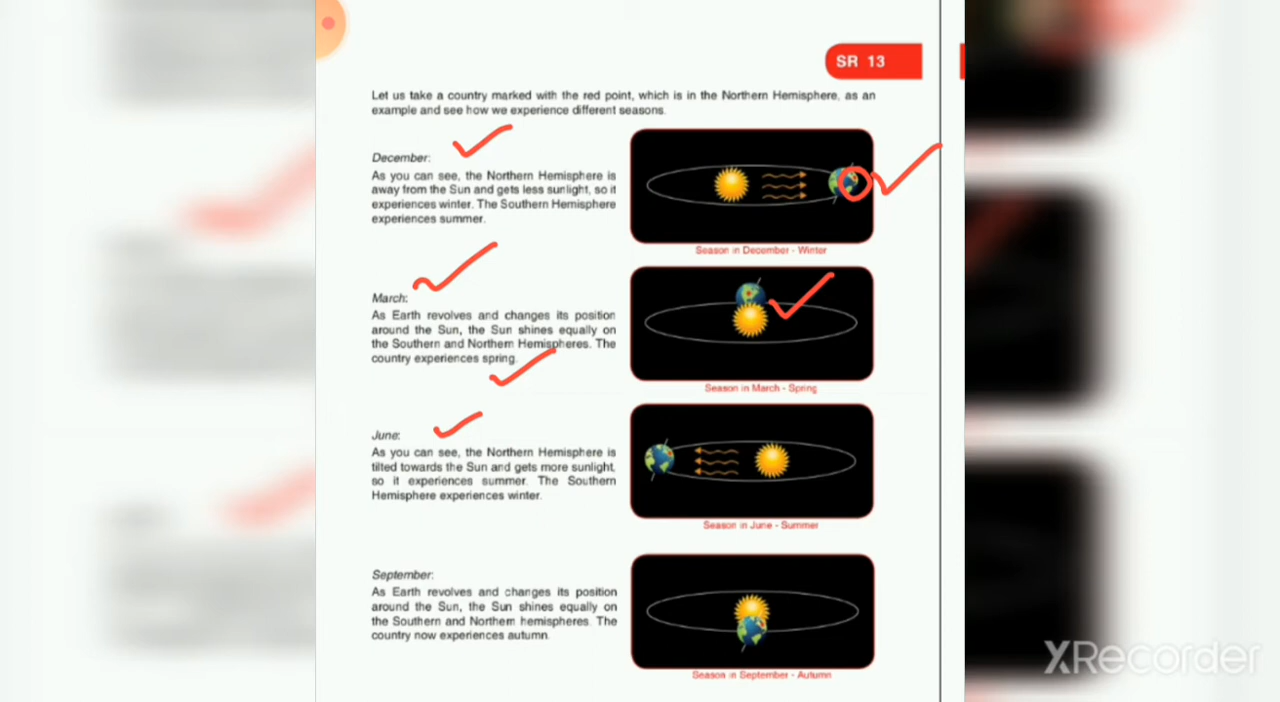 SR 13
Let us take a country marked with the red point, which is in the Northern Hemisphere, as an
example and see how we experience different seasons.
December:
As you can see, the Northern Hemisphere is
away from the Sun and gets less sunlight, so it
experiences winter. The Southern Hemisphere
experiences summer.
Season in December - Winter
March:
As Earth revolves and changes its position
around the Sun, the Sun shines equally on
the Southern and Northern Hemispheres. The
country experiences spring.
Season in March - Spring
June:
As you can see, the Northern Hemisphere is
tilted towards the Sun and gets more sunlight,
so it experiences summer. The Southern
Hemisphere experiences winter.
Season in June - Summer
September:
As Earth revolves and changes its position
around the Sun, the Sun shines equally on
the Southern and Northern hemispheres. The
country now experiences autumn.
Season in September - Autumn
XRecorder